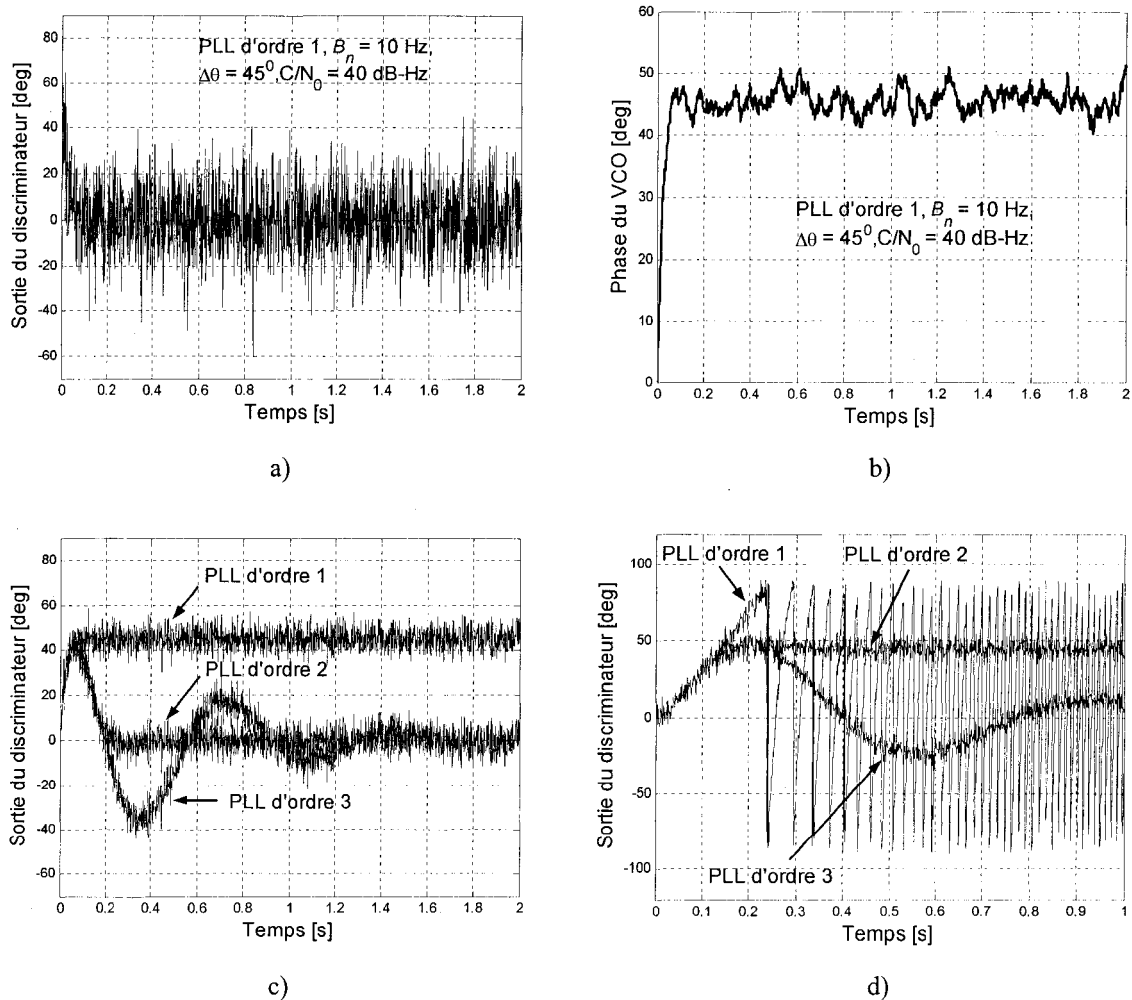 Sortie du discriminateur [deg]
80
60
40
20
0
-20
-40
-60
PLL d'ordre 1, Bn = 10 Hz,
Δθ = 45⁰,C/N₀ = 40 dB-Hz
0 0.2 0.4 0.6 0.8 1 1.2 1.4 1.6 1.8 2
Temps [s]
a)
Phase du VCO [deg]
60
50
40
30
20
10
0
PLL d'ordre 1, Bn = 10 Hz,
Δθ = 45⁰,C/N₀ = 40 dB-Hz
0 0.2 0.4 0.6 0.8 1 1.2 1.4 1.6 1.8 2
Temps [s]
b)
Sortie du discriminateur [deg]
80
60
40
20
0
-20
-40
-60
PLL d'ordre 1
PLL d'ordre 2
PLL d'ordre 3
0 0.2 0.4 0.6 0.8 1 1.2 1.4 1.6 1.8 2
Temps [s]
c)
Sortie du discriminateur [deg]
100
50
0
-50
-100
PLL d'ordre 1
PLL d'ordre 2
PLL d'ordre 3
0 0.1 0.2 0.3 0.4 0.5 0.6 0.7 0.8 0.9 1
Temps [s]
d)